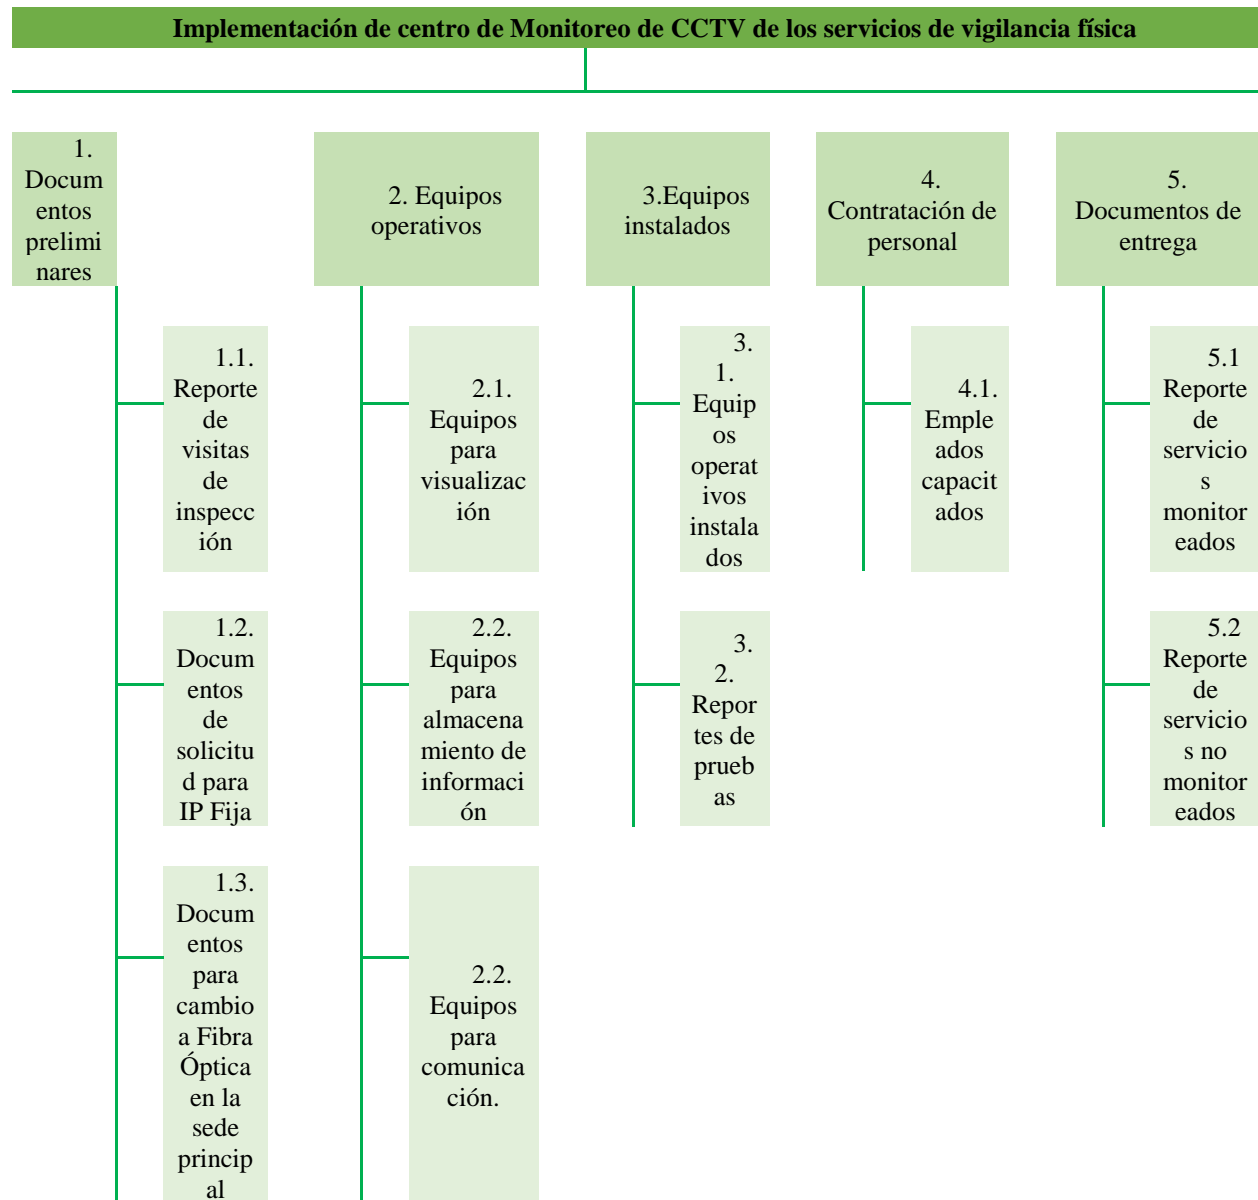 Implementación de centro de Monitoreo de CCTV de los servicios de vigilancia física
1.
Docum
entos
prelimi
nares
2. Equipos
operativos
3.Equipos
instalados
4.
Contratación de
personal
5.
Documentos de
entrega
1.1.
Reporte
de
visitas
de
inspecc
ión
1.2.
Docum
entos
de
solicitu
d para
IP Fija
1.3.
Docum
entos
para
cambio
a Fibra
Óptica
en la
sede
princip
al
2.1.
Equipos
para
visualizac
ión
2.2.
Equipos
para
almacena
miento de
informaci
ón
2.2.
Equipos
para
comunica
ción.
3.
1.
Equip
os
operat
ivos
instala
dos
3.
2.
Repor
tes de
prueb
as
4.1.
Emple
ados
capacit
ados
5.1
Reporte
de
servicio
s
monitor
eados
5.2
Reporte
de
servicio
s no
monitor
eados